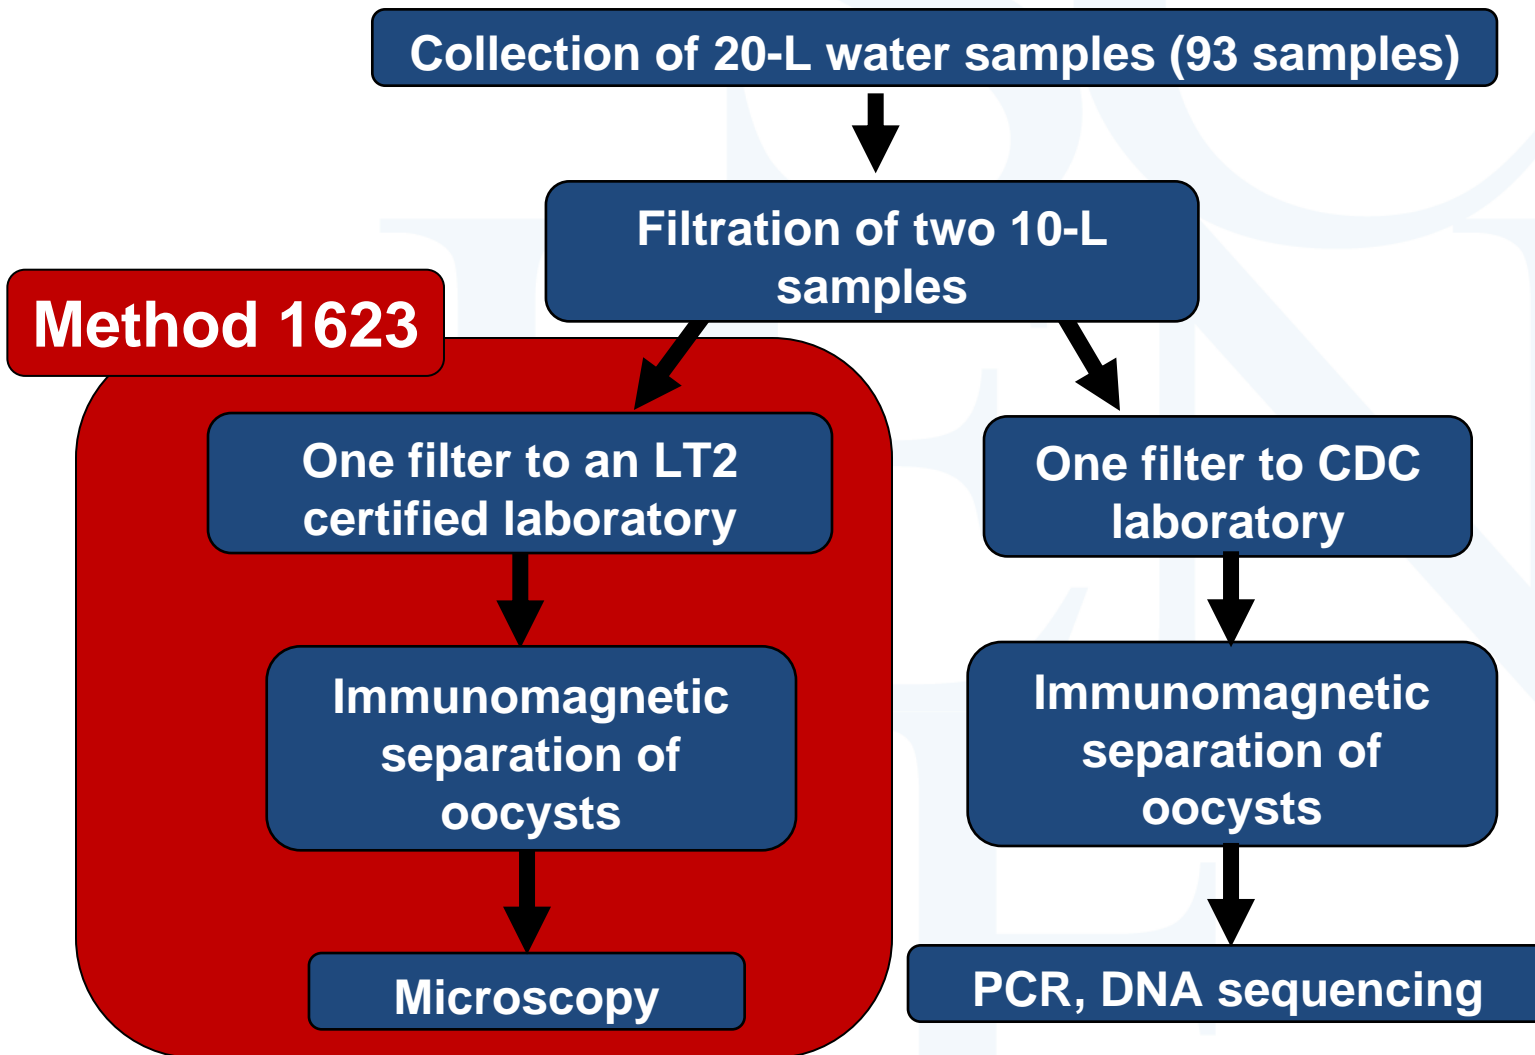 Collection of 20-L water samples (93 samples)
Filtration of two 10-L
samples
Method 1623
One filter to an LT2
certified laboratory
Immunomagnetic
separation of
oocysts
Microscopy
One filter to CDC
laboratory
Immunomagnetic
separation of
oocysts
PCR, DNA sequencing